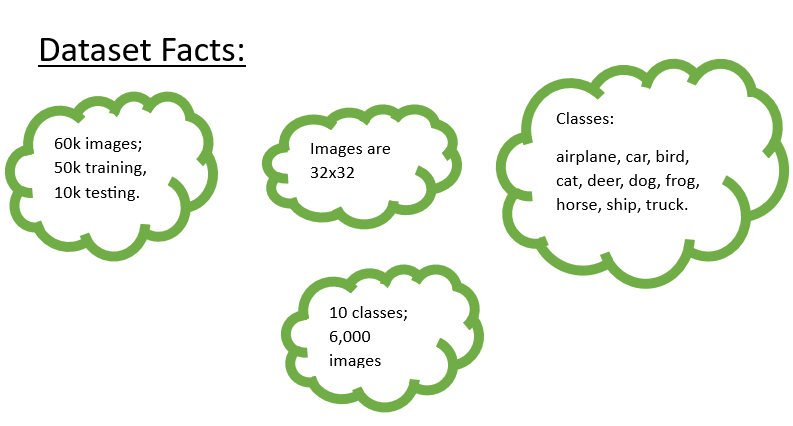 Dataset Facts:
60k images;
50k training,
10k testing.
Images are
32x32
Classes:
airplane, car, bird,
cat, deer, dog, frog,
horse, ship, truck.
10 classes;
6,000
images